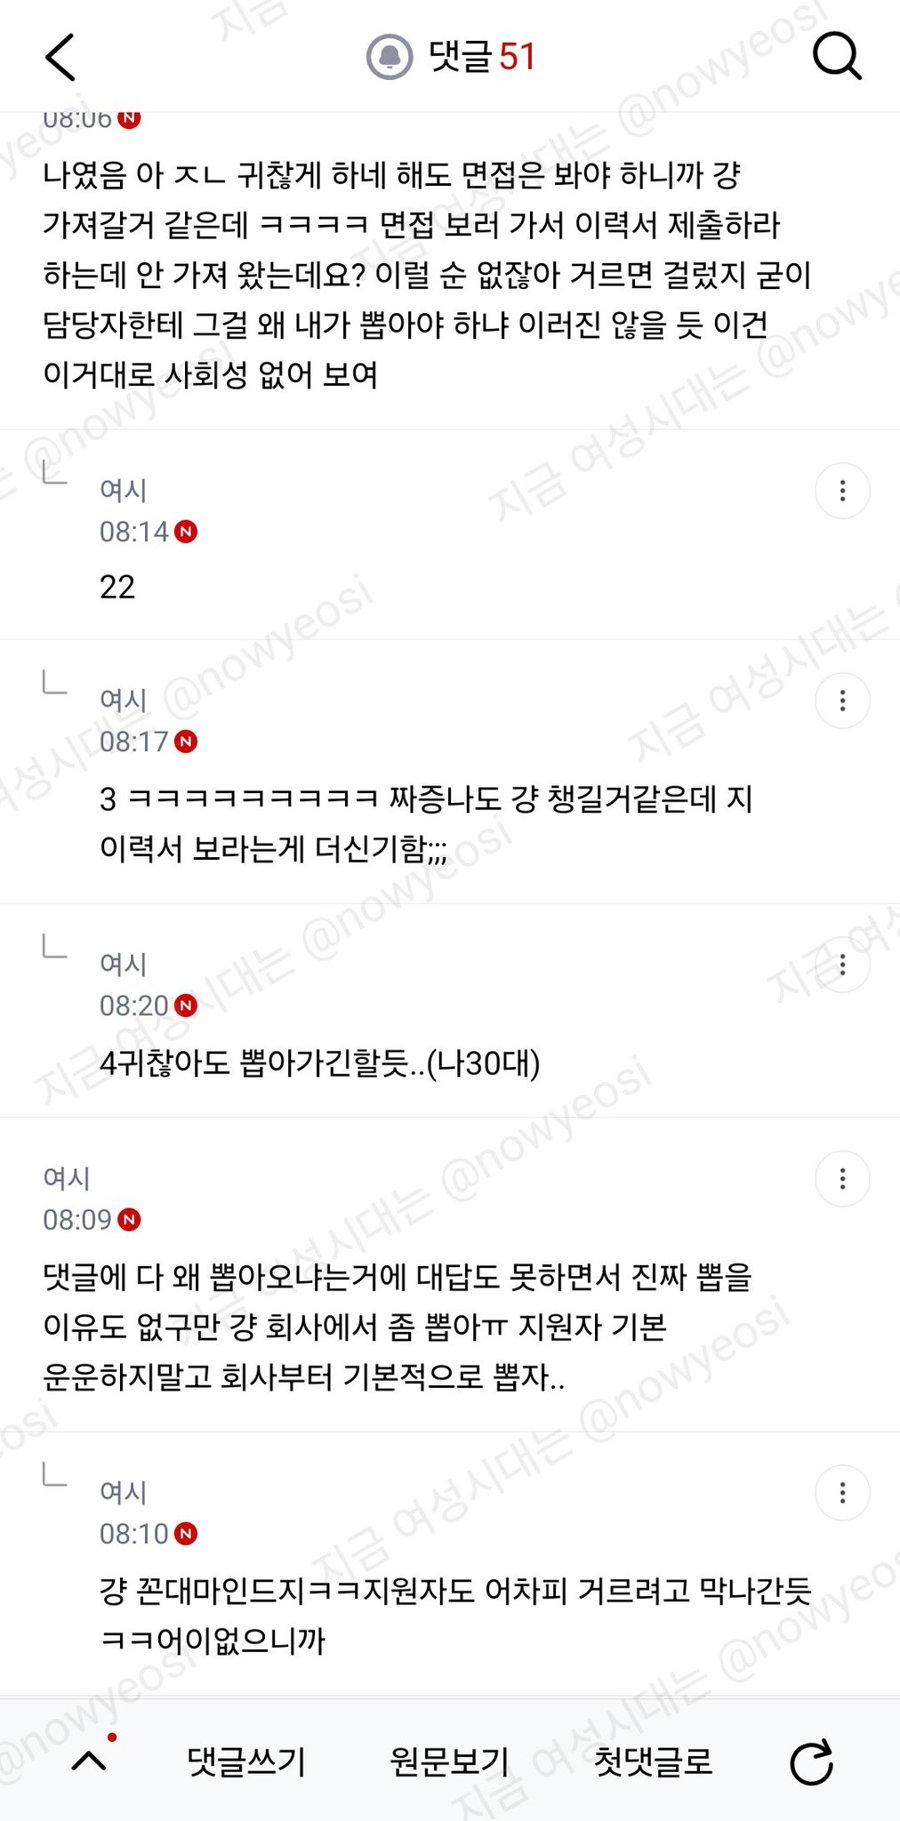 댓글 51
08:06 N
나였음 아 ㅈㄴ 귀찮게 하네 해도 면접은 봐야 하니까 걍
가져갈거 같은데 ㅋㅋㅋㅋ 면접 보러 가서 이력서 제출하라
하는데 안 가져 왔는데요? 이럴 순 없잖아 거르면 걸렀지 굳이
담당자한테 그걸 왜 내가 뽑아야 하냐 이러진 않을 듯 이건
이거대로 사회성 없어 보여
여시
08:14 N
22
여시
08:17 N
3 ㅋㅋㅋㅋㅋㅋㅋㅋㅋ 짜증나도 걍 챙길거같은데 지
이력서 보라는게 더신기함;;;
여시
08:20 N
4귀찮아도 뽑아가긴할듯..(나30대)
여시
08:09 N
댓글에 다 왜 뽑아오냐는거에 대답도 못하면서 진짜 뽑을
이유도 없구만 걍 회사에서 좀 뽑아ㅠ 지원자 기본
운운하지말고 회사부터 기본적으로 뽑자..
여시
08:10 N
걍 꼰대마인드지ㅋㅋ지원자도 어차피 거르려고 막나간듯
ㅋㅋ어이없으니까
댓글쓰기 원문보기 첫댓글로
지금 여성시대는 @nowyeosi